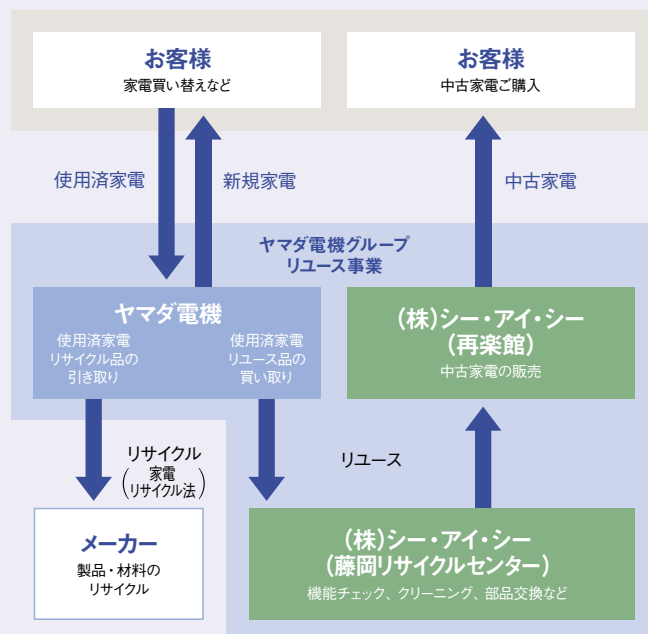 お客様
家電買い替えなど
お客様
中古家電ご購入
使用済家電
新規家電
中古家電
ヤマダ電機グループ
リユース事業
ヤマダ電機
使用済家電
リサイクル品の
引き取り
使用済家電
リユース品の
買い取り
(株)シー・アイ・シー
(再楽館)
中古家電の販売
リサイクル
(家電
リサイクル法)
リユース
メーカー
製品・材料の
リサイクル
(株)シー・アイ・シー
(藤岡リサイクルセンター)
機能チェック、クリーニング、部品交換など